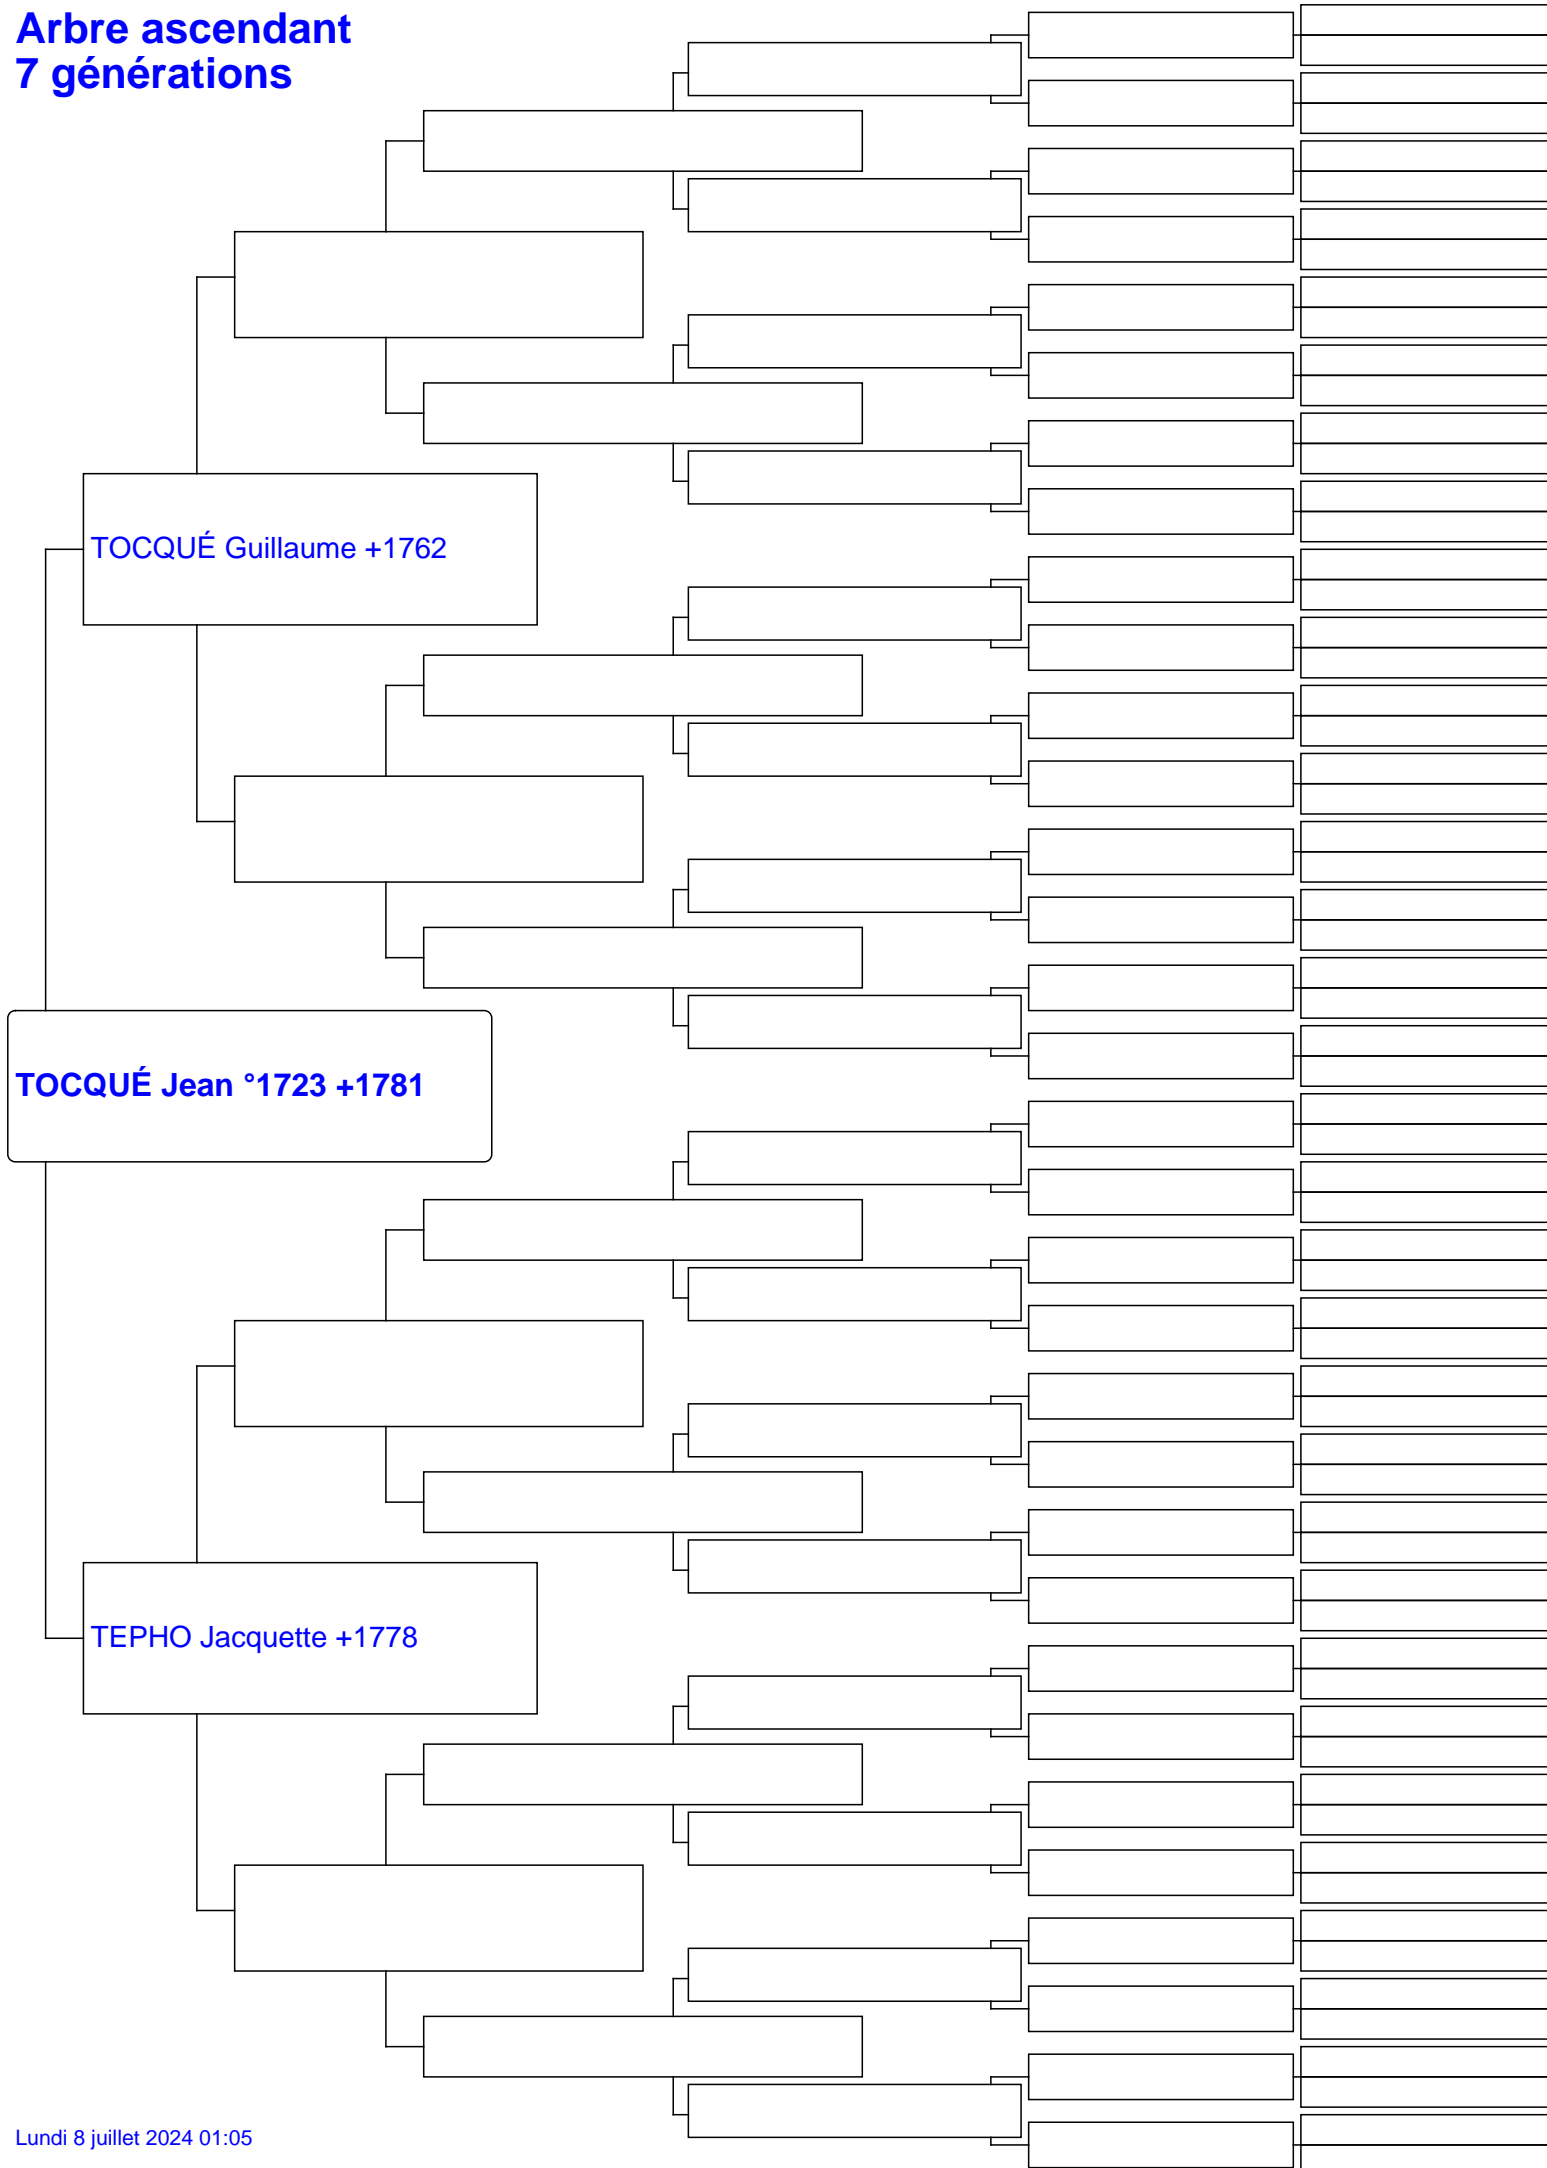 Arbre ascendant
7 générations
TOCQUÉ Guillaume +1762
TOCQUÉ Jean °1723 +1781
TEPHO Jacquette +1778
Lundi 8 juillet 2024 01:05